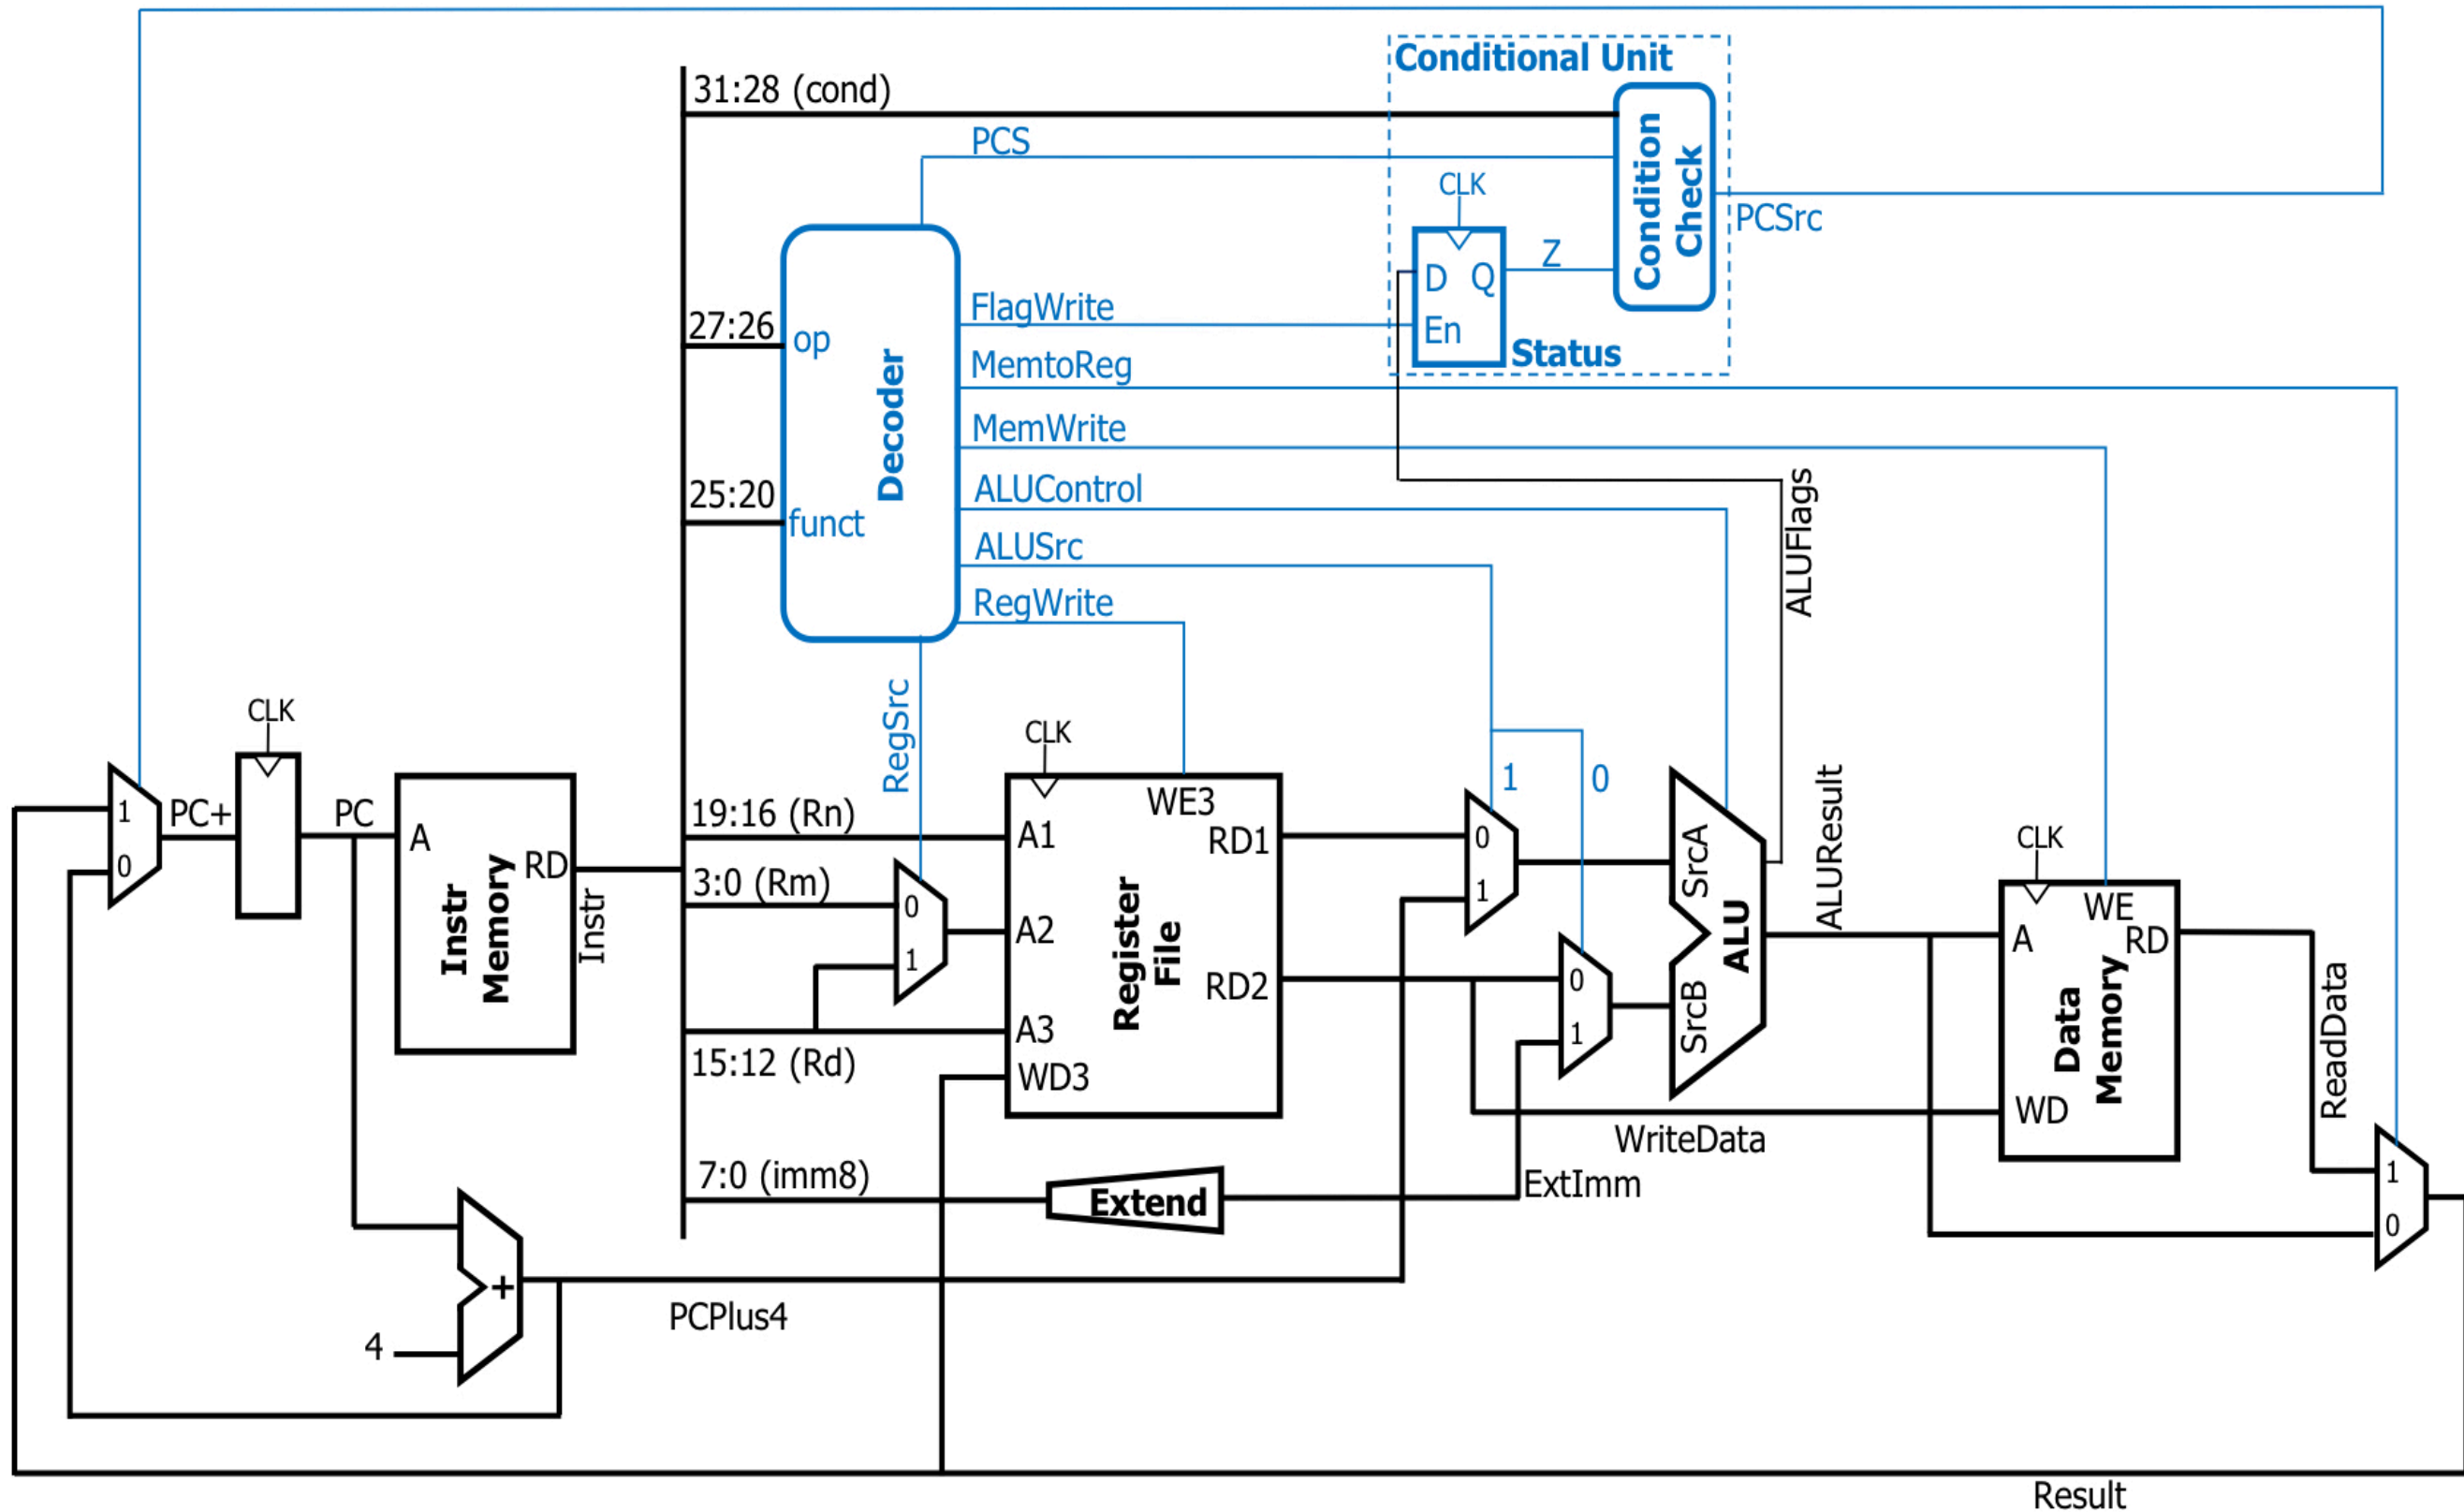 Conditional Unit
31:28 (cond)
PCS
Condition
Check
CLK
PCSrc
D
Q
Z
En
Status
27:26
op
FlagWrite
MemtoReg
MemWrite
Decoder
25:20
funct
ALUControl
ALUSrc
RegWrite
ALUFlags
RegSrc
CLK
CLK
1
0
1
0
PC+
PC
A
RD
Instr
Memory
Instr
19:16 (Rn)
3:0 (Rm)
0
1
15:12 (Rd)
A1
A2
A3
WD3
WE3
RD1
RD2
Register
File
0
1
0
1
SrcA
SrcB
ALU
ALUResult
CLK
A
WE
RD
Data
Memory
WD
ReadData
WriteData
1
0
7:0 (imm8)
Extend
ExtImm
+
4
PCPlus4
Result